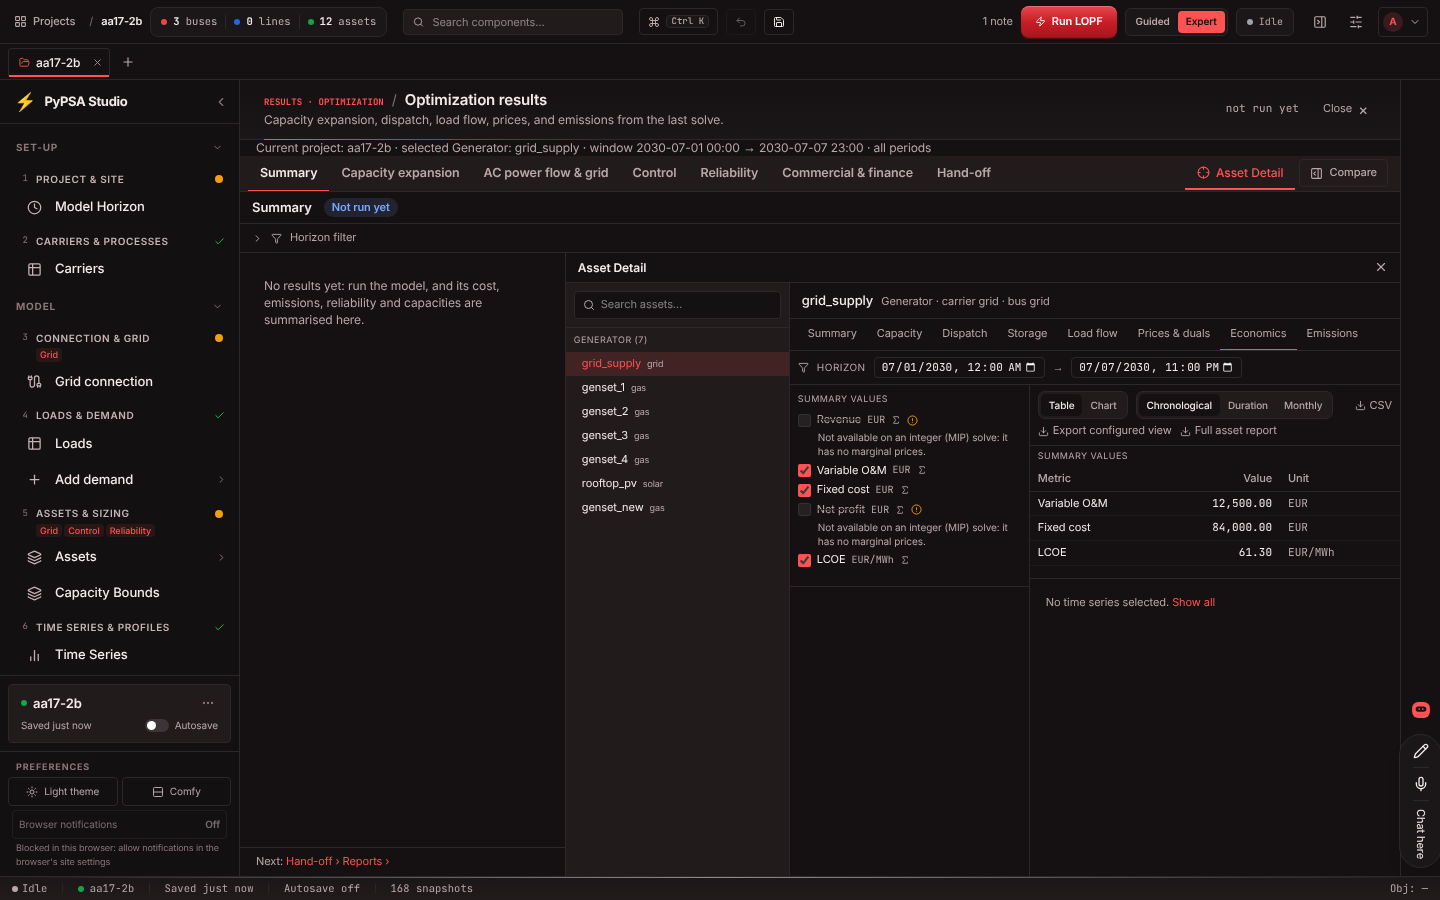 Projects / aa17-2b
3 buses 0 lines 12 assets
Search components...
⌘ Ctrl K
1 note
Run LOPF
Guided Expert
Idle
A
aa17-2b
PyPSA Studio
SET-UP
1 PROJECT & SITE
Model Horizon
2 CARRIERS & PROCESSES
Carriers
MODEL
3 CONNECTION & GRID
Grid
Grid connection
4 LOADS & DEMAND
Loads
Add demand
5 ASSETS & SIZING
Grid Control Reliability
Assets
Capacity Bounds
6 TIME SERIES & PROFILES
Time Series
aa17-2b
Saved just now Autosave
PREFERENCES
Light theme Comfy
Browser notifications Off
Blocked in this browser: allow notifications in the
browser's site settings
RESULTS · OPTIMIZATION / Optimization results
Capacity expansion, dispatch, load flow, prices, and emissions from the last solve.
not run yet Close ×
Current project: aa17-2b · selected Generator: grid_supply · window 2030-07-01 00:00 → 2030-07-07 23:00 · all periods
Summary Capacity expansion AC power flow & grid Control Reliability Commercial & finance Hand-off
Asset Detail Compare
Summary Not run yet
Horizon filter
No results yet: run the model, and its cost,
emissions, reliability and capacities are
summarised here.
Next: Hand-off › Reports ›
Asset Detail
Search assets...
GENERATOR (7)
grid_supply grid
genset_1 gas
genset_2 gas
genset_3 gas
genset_4 gas
rooftop_pv solar
genset_new gas
grid_supply Generator · carrier grid · bus grid
Summary Capacity Dispatch Storage Load flow Prices & duals Economics Emissions
HORIZON 07/01/2030, 12:00 AM → 07/07/2030, 11:00 PM
SUMMARY VALUES
Revenue EUR Σ
Not available on an integer (MIP) solve: it
has no marginal prices.
Variable O&M EUR Σ
Fixed cost EUR Σ
Net profit EUR Σ
Not available on an integer (MIP) solve: it
has no marginal prices.
LCOE EUR/MWh Σ
Table Chart
Chronological Duration Monthly
CSV
Export configured view Full asset report
SUMMARY VALUES
Metric Value Unit
Variable O&M 12,500.00 EUR
Fixed cost 84,000.00 EUR
LCOE 61.30 EUR/MWh
No time series selected. Show all
Chat here
Idle aa17-2b Saved just now Autosave off 168 snapshots
Obj: —